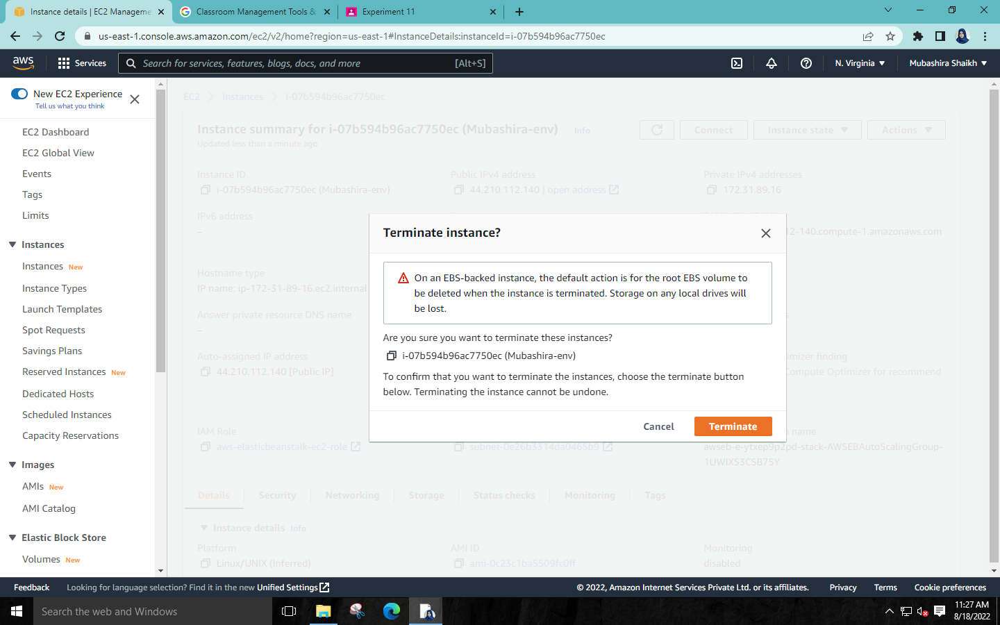 Instance details | EC2 Manageme
Classroom Management Tools &
Experiment 11
us-east-1.console.aws.amazon.com/ec2/v2/home?region=us-east-1#InstanceDetails:instanceId=i-07b594b96ac7750ec
aws
Services
Search for services, features, blogs, docs, and more
[Alt+S]
N. Virginia
Mubashira Shaikh
New EC2 Experience
Tell us what you think
EC2 Dashboard
EC2 Global View
Events
Tags
Limits
Instances
Instances New
Instance Types
Launch Templates
Spot Requests
Savings Plans
Reserved Instances New
Dedicated Hosts
Scheduled Instances
Capacity Reservations
Images
AMIs New
AMI Catalog
Elastic Block Store
Volumes New
EC2
Instances
i-07b594b96ac7750ec
Instance summary for i-07b594b96ac7750ec (Mubashira-env) Info
Updated less than a minute ago
Connect
Instance state
Actions
Instance ID
i-07b594b96ac7750ec (Mubashira-env)
Public IPv4 address
44.210.112.140 | open address
Private IPv4 addresses
172.31.89.16
IPv6 address
–
12-140.compute-1.amazonaws.com
Hostname type
IP name: ip-172-31-89-16.ec2.internal
Answer private resource DNS name
–
Auto-assigned IP address
44.210.112.140 [Public IP]
finding
Compute Optimizer for recommend
IAM Role
aws-elasticbeanstalk-ec2-role
subnet-0e26b3314da0465b9
name
awseb-e-ytxep9p2pd-stack-AWSEBAutoScalingGroup-
1UWIXS3CSB75Y
Terminate instance?
On an EBS-backed instance, the default action is for the root EBS volume to
be deleted when the instance is terminated. Storage on any local drives will
be lost.
Are you sure you want to terminate these instances?
i-07b594b96ac7750ec (Mubashira-env)
To confirm that you want to terminate the instances, choose the terminate button
below. Terminating the instance cannot be undone.
Cancel
Terminate
Details
Security
Networking
Storage
Status checks
Monitoring
Tags
Instance details Info
Platform
Linux/UNIX (Inferred)
AMI ID
ami-0c23c1ba5509fc0ff
Monitoring
disabled
Feedback
Looking for language selection? Find it in the new Unified Settings
© 2022, Amazon Internet Services Private Ltd. or its affiliates.
Privacy
Terms
Cookie preferences
Search the web and Windows
11:27 AM
8/18/2022